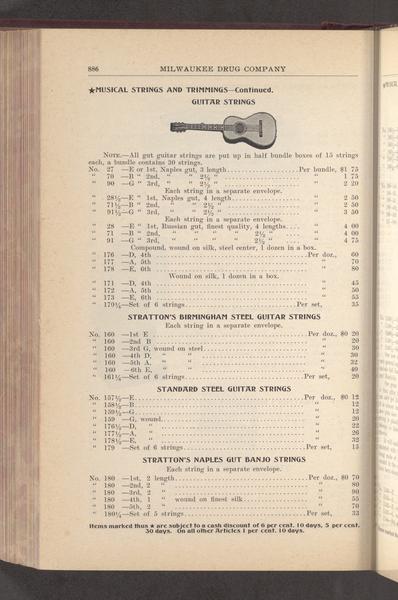 886 MILWAUKEE DRUG COMPANY
★MUSICAL STRINGS AND TRIMMINGS—Continued.
GUITAR STRINGS
NOTE.—All gut guitar strings are put up in half bundle boxes of 15 strings
each, a bundle contains 30 strings.
No. 27 —E or 1st, Naples gut, 3 length....Per bundle, $1 75
" 70 —B " 2nd, " " 2½ " " 1 75
" 90 —G " 3rd, " " 2½ " " 2 20
Each string in a separate envelope.
" 28½—E " 1st, Naples gut, 4 length.... " 2 50
" 71½—B " 2nd, " " 2½ " " 2 50
" 91½—G " 3rd, " " 2½ " " 3 50
Each string in a separate envelope.
" 28 —E " 1st, Russian gut, finest quality, 4 lengths... " 4 00
" 71 —B " 2nd, " " " " 2½ " " 4 00
" 91 —G " 3rd, " " " " 2½ " " 4 75
Compound, wound on silk, steel center, 1 dozen in a box.
" 176 —D, 4th....Per doz., 60
" 177 —A, 5th.... " 70
" 178 —E, 6th.... " 80
Wound on silk, 1 dozen in a box.
" 171 —D, 4th.... " 45
" 172 —A, 5th.... " 50
" 173 —E, 6th.... " 55
" 179¾—Set of 6 strings....Per set, 35
STRATTON'S BIRMINGHAM STEEL GUITAR STRINGS
Each string in a separate envelope.
No. 160 —1st E....Per doz., $0 20
" 160 —2nd B.... " 20
" 160 —3rd G, wound on steel.... " 30
" 160 —4th D, " " .... " 30
" 160 —5th A, " " .... " 32
" 160 —6th E, " " .... " 40
" 161¼—Set of 6 strings....Per set, 20
STANDARD STEEL GUITAR STRINGS
No. 157½—E....Per doz., $0 12
" 158½—B.... " 12
" 159½—G.... " 12
" 159 —G, wound.... " 20
" 176½—D, " .... " 22
" 177½—A, " .... " 26
" 178½—E, " .... " 32
" 179 —Set of 6 strings....Per set, 15
STRATTON'S NAPLES GUT BANJO STRINGS
Each string in a separate envelope.
No. 180 —1st, 2 length....Per doz., $0 70
" 180 —2nd, 2 " .... " 80
" 180 —3rd, 2 " .... " 90
" 180 —4th, 1 " wound on finest silk.... " 55
" 180 —5th, 2 " .... " 70
" 180¼—Set of 5 strings....Per set, 33
Items marked thus ★ are subject to a cash discount of 6 per cent. 10 days, 5 per cent.
30 days. On all other Articles 1 per cent. 10 days.